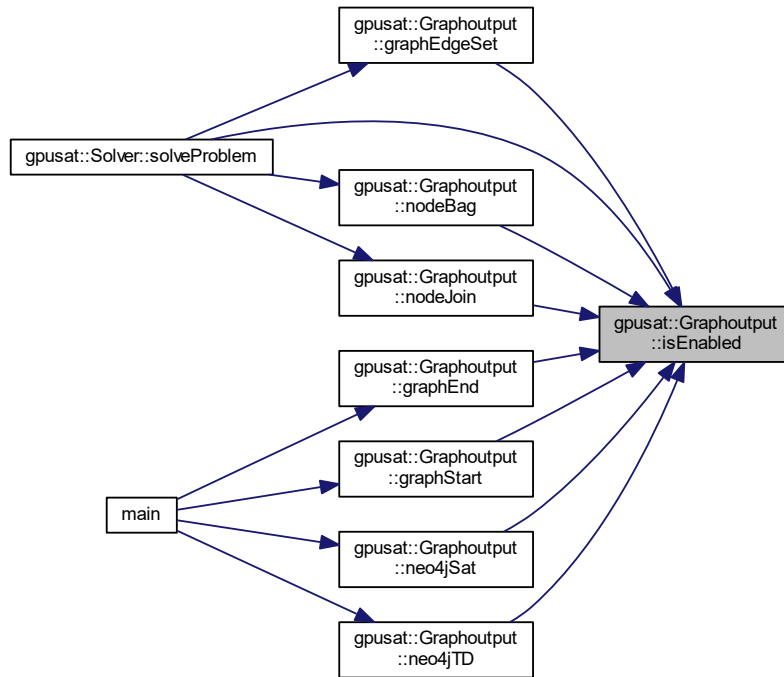 gpusat::Graphoutput
::graphEdgeSet
gpusat::Solver::solveProblem
gpusat::Graphoutput
::nodeBag
gpusat::Graphoutput
::nodeJoin
gpusat::Graphoutput
::isEnabled
gpusat::Graphoutput
::graphEnd
gpusat::Graphoutput
::graphStart
main
gpusat::Graphoutput
::neo4jSat
gpusat::Graphoutput
::neo4jTD